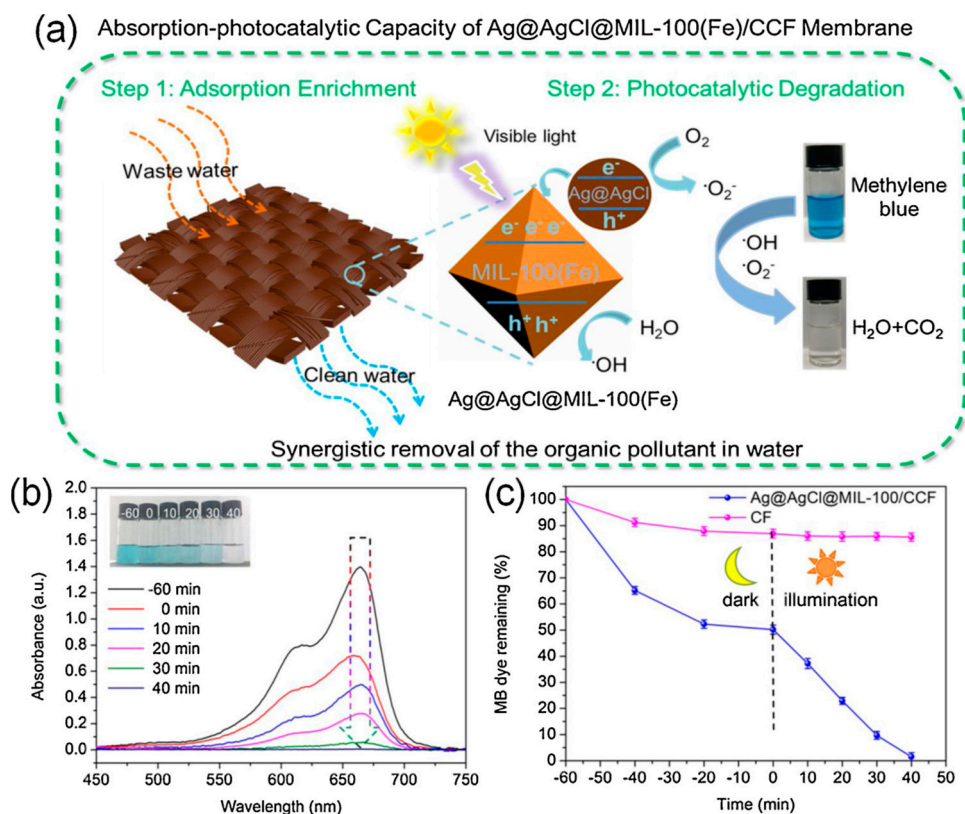 (a) Absorption-photocatalytic Capacity of Ag@AgCl@MIL-100(Fe)/CCF Membrane
Step 1: Adsorption Enrichment
Step 2: Photocatalytic Degradation
Waste water
Visible light
e⁻
Ag@AgCl
h⁺
O₂
·O₂⁻
e⁻ e⁻ e⁻
MIL-100(Fe)
h⁺ h⁺
H₂O
·OH
Methylene
blue
·OH
·O₂⁻
H₂O+CO₂
Clean water
Ag@AgCl@MIL-100(Fe)
Synergistic removal of the organic pollutant in water
(b)
2.0
1.8
1.6
1.4
1.2
1.0
0.8
0.6
0.4
0.2
0.0
Absorbance (a.u.)
-60 0 10 20 30 40
-60 min
0 min
10 min
20 min
30 min
40 min
450 500 550 600 650 700 750
Wavelength (nm)
(c)
100
90
80
70
60
50
40
30
20
10
0
MB dye remaining (%)
Ag@AgCl@MIL-100/CCF
CF
dark
illumination
-60 -50 -40 -30 -20 -10 0 10 20 30 40 50
Time (min)